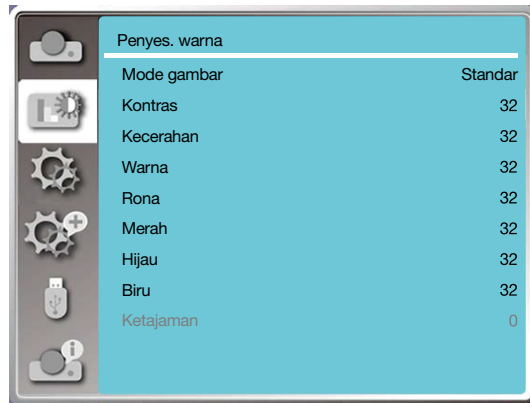 Penyes. warna
Mode gambar Standar
Kontras 32
Kecerahan 32
Warna 32
Rona 32
Merah 32
Hijau 32
Biru 32
Ketajaman 0